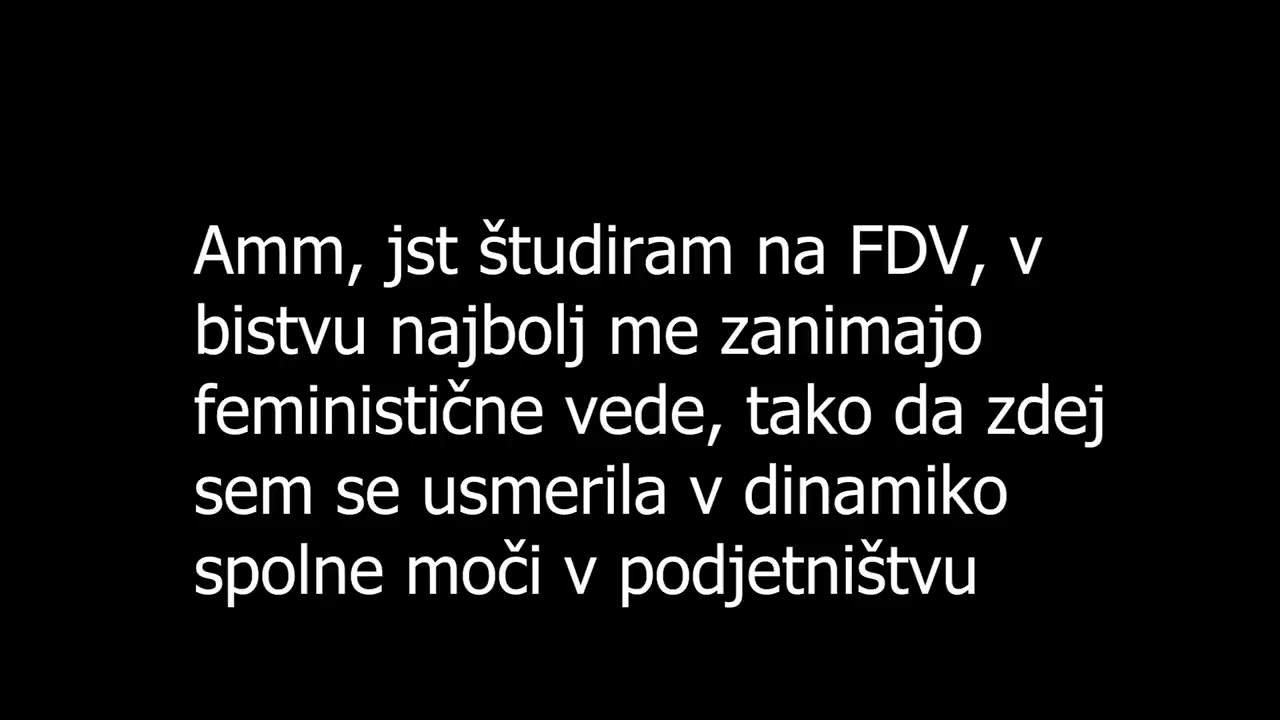 Amm, jst študiram na FDV, v
bistvu najbolj me zanimajo
feministične vede, tako da zdej
sem se usmerila v dinamiko
spolne moči v podjetništvu